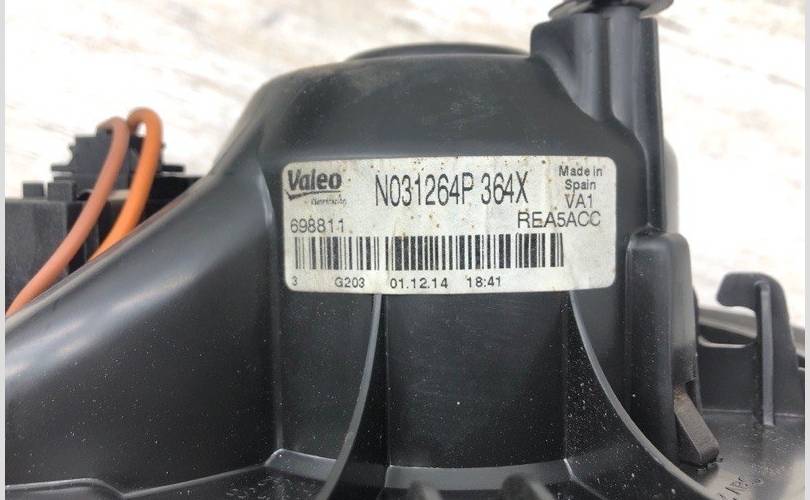 Valeo
N031264P 364X
Made in
Spain
VA1
698811
REA5ACC
3 G203 01.12.14 18:41